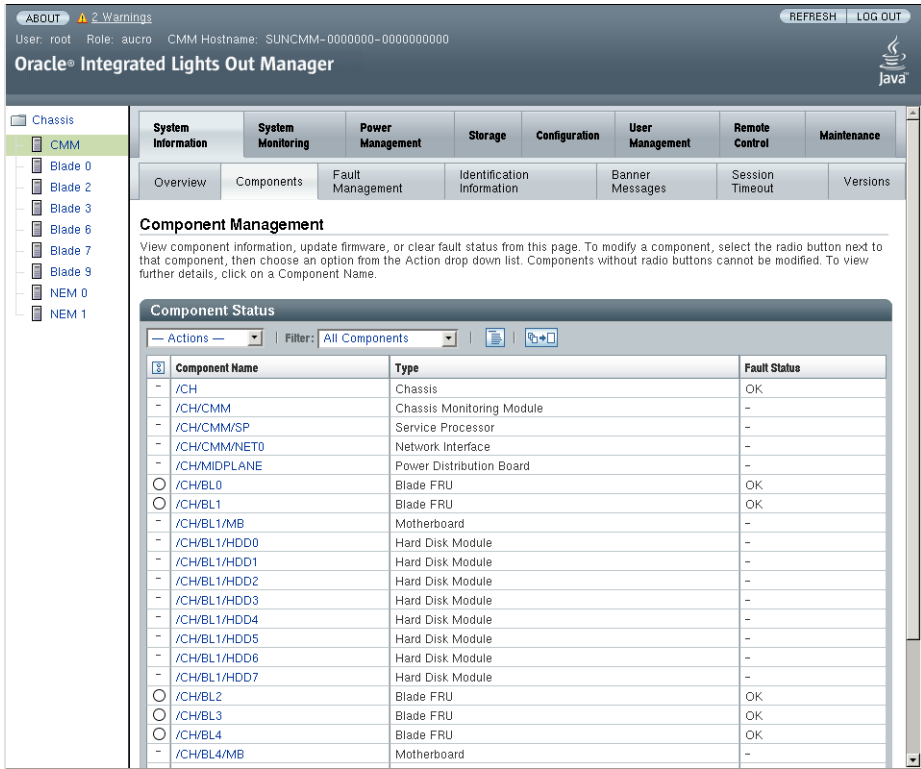 ABOUT 2 Warnings REFRESH LOG OUT
User: root Role: aucro CMM Hostname: SUNCMM-0000000-0000000000
Oracle® Integrated Lights Out Manager
Java™
Chassis
CMM
Blade 0
Blade 2
Blade 3
Blade 6
Blade 7
Blade 9
NEM 0
NEM 1
System Information
System Monitoring
Power Management
Storage
Configuration
User Management
Remote Control
Maintenance
Overview
Components
Fault Management
Identification Information
Banner Messages
Session Timeout
Versions
Component Management
View component information, update firmware, or clear fault status from this page. To modify a component, select the radio button next to
that component, then choose an option from the Action drop down list. Components without radio buttons cannot be modified. To view
further details, click on a Component Name.
Component Status
— Actions — | Filter: All Components | |
Component Name Type Fault Status
– /CH Chassis OK
– /CH/CMM Chassis Monitoring Module –
– /CH/CMM/SP Service Processor –
– /CH/CMM/NET0 Network Interface –
– /CH/MIDPLANE Power Distribution Board –
/CH/BL0 Blade FRU OK
/CH/BL1 Blade FRU OK
– /CH/BL1/MB Motherboard –
– /CH/BL1/HDD0 Hard Disk Module –
– /CH/BL1/HDD1 Hard Disk Module –
– /CH/BL1/HDD2 Hard Disk Module –
– /CH/BL1/HDD3 Hard Disk Module –
– /CH/BL1/HDD4 Hard Disk Module –
– /CH/BL1/HDD5 Hard Disk Module –
– /CH/BL1/HDD6 Hard Disk Module –
– /CH/BL1/HDD7 Hard Disk Module –
/CH/BL2 Blade FRU OK
/CH/BL3 Blade FRU OK
/CH/BL4 Blade FRU OK
– /CH/BL4/MB Motherboard –